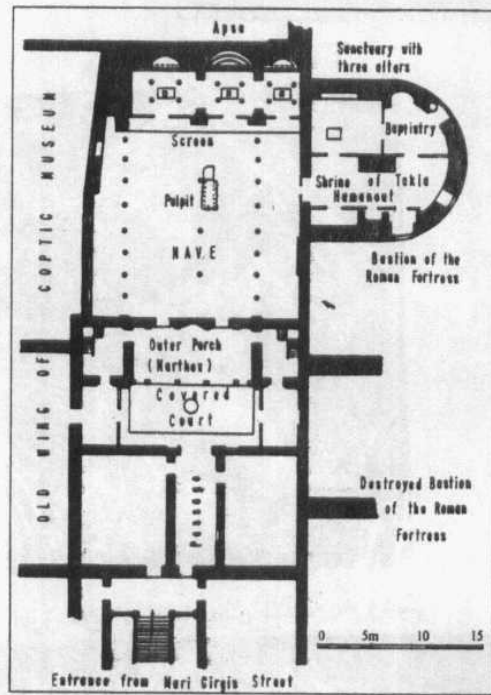 Apse
Sanctuary with
three alters
Baptistry
Screen
Shrine of Takla
Hemanout
Pulpit
NAVE
Bastion of the
Roman Fortress
Outer Porch
(Narthex)
Covered
Court
OLD WING OF COPTIC MUSEUM
Passage
Destroyed Bastion
of the Roman
Fortress
0 5m 10 15
Entrance from Mari Girgis Street